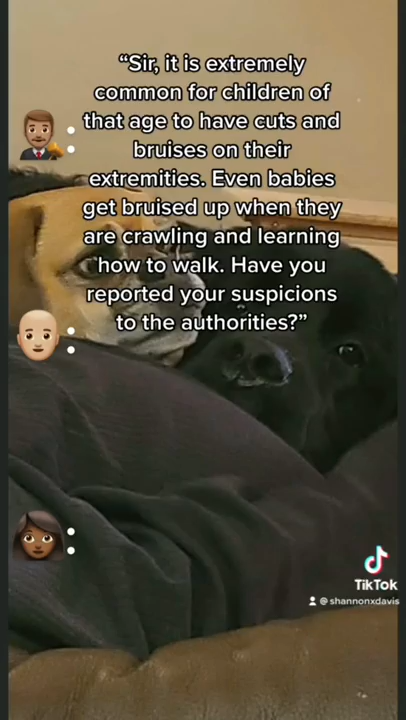 “Sir, it is extremely
common for children of
that age to have cuts and
bruises on their
extremities. Even babies
get bruised up when they
are crawling and learning
how to walk. Have you
reported your suspicions
to the authorities?”
:
:
:
TikTok
@shannonxdavis